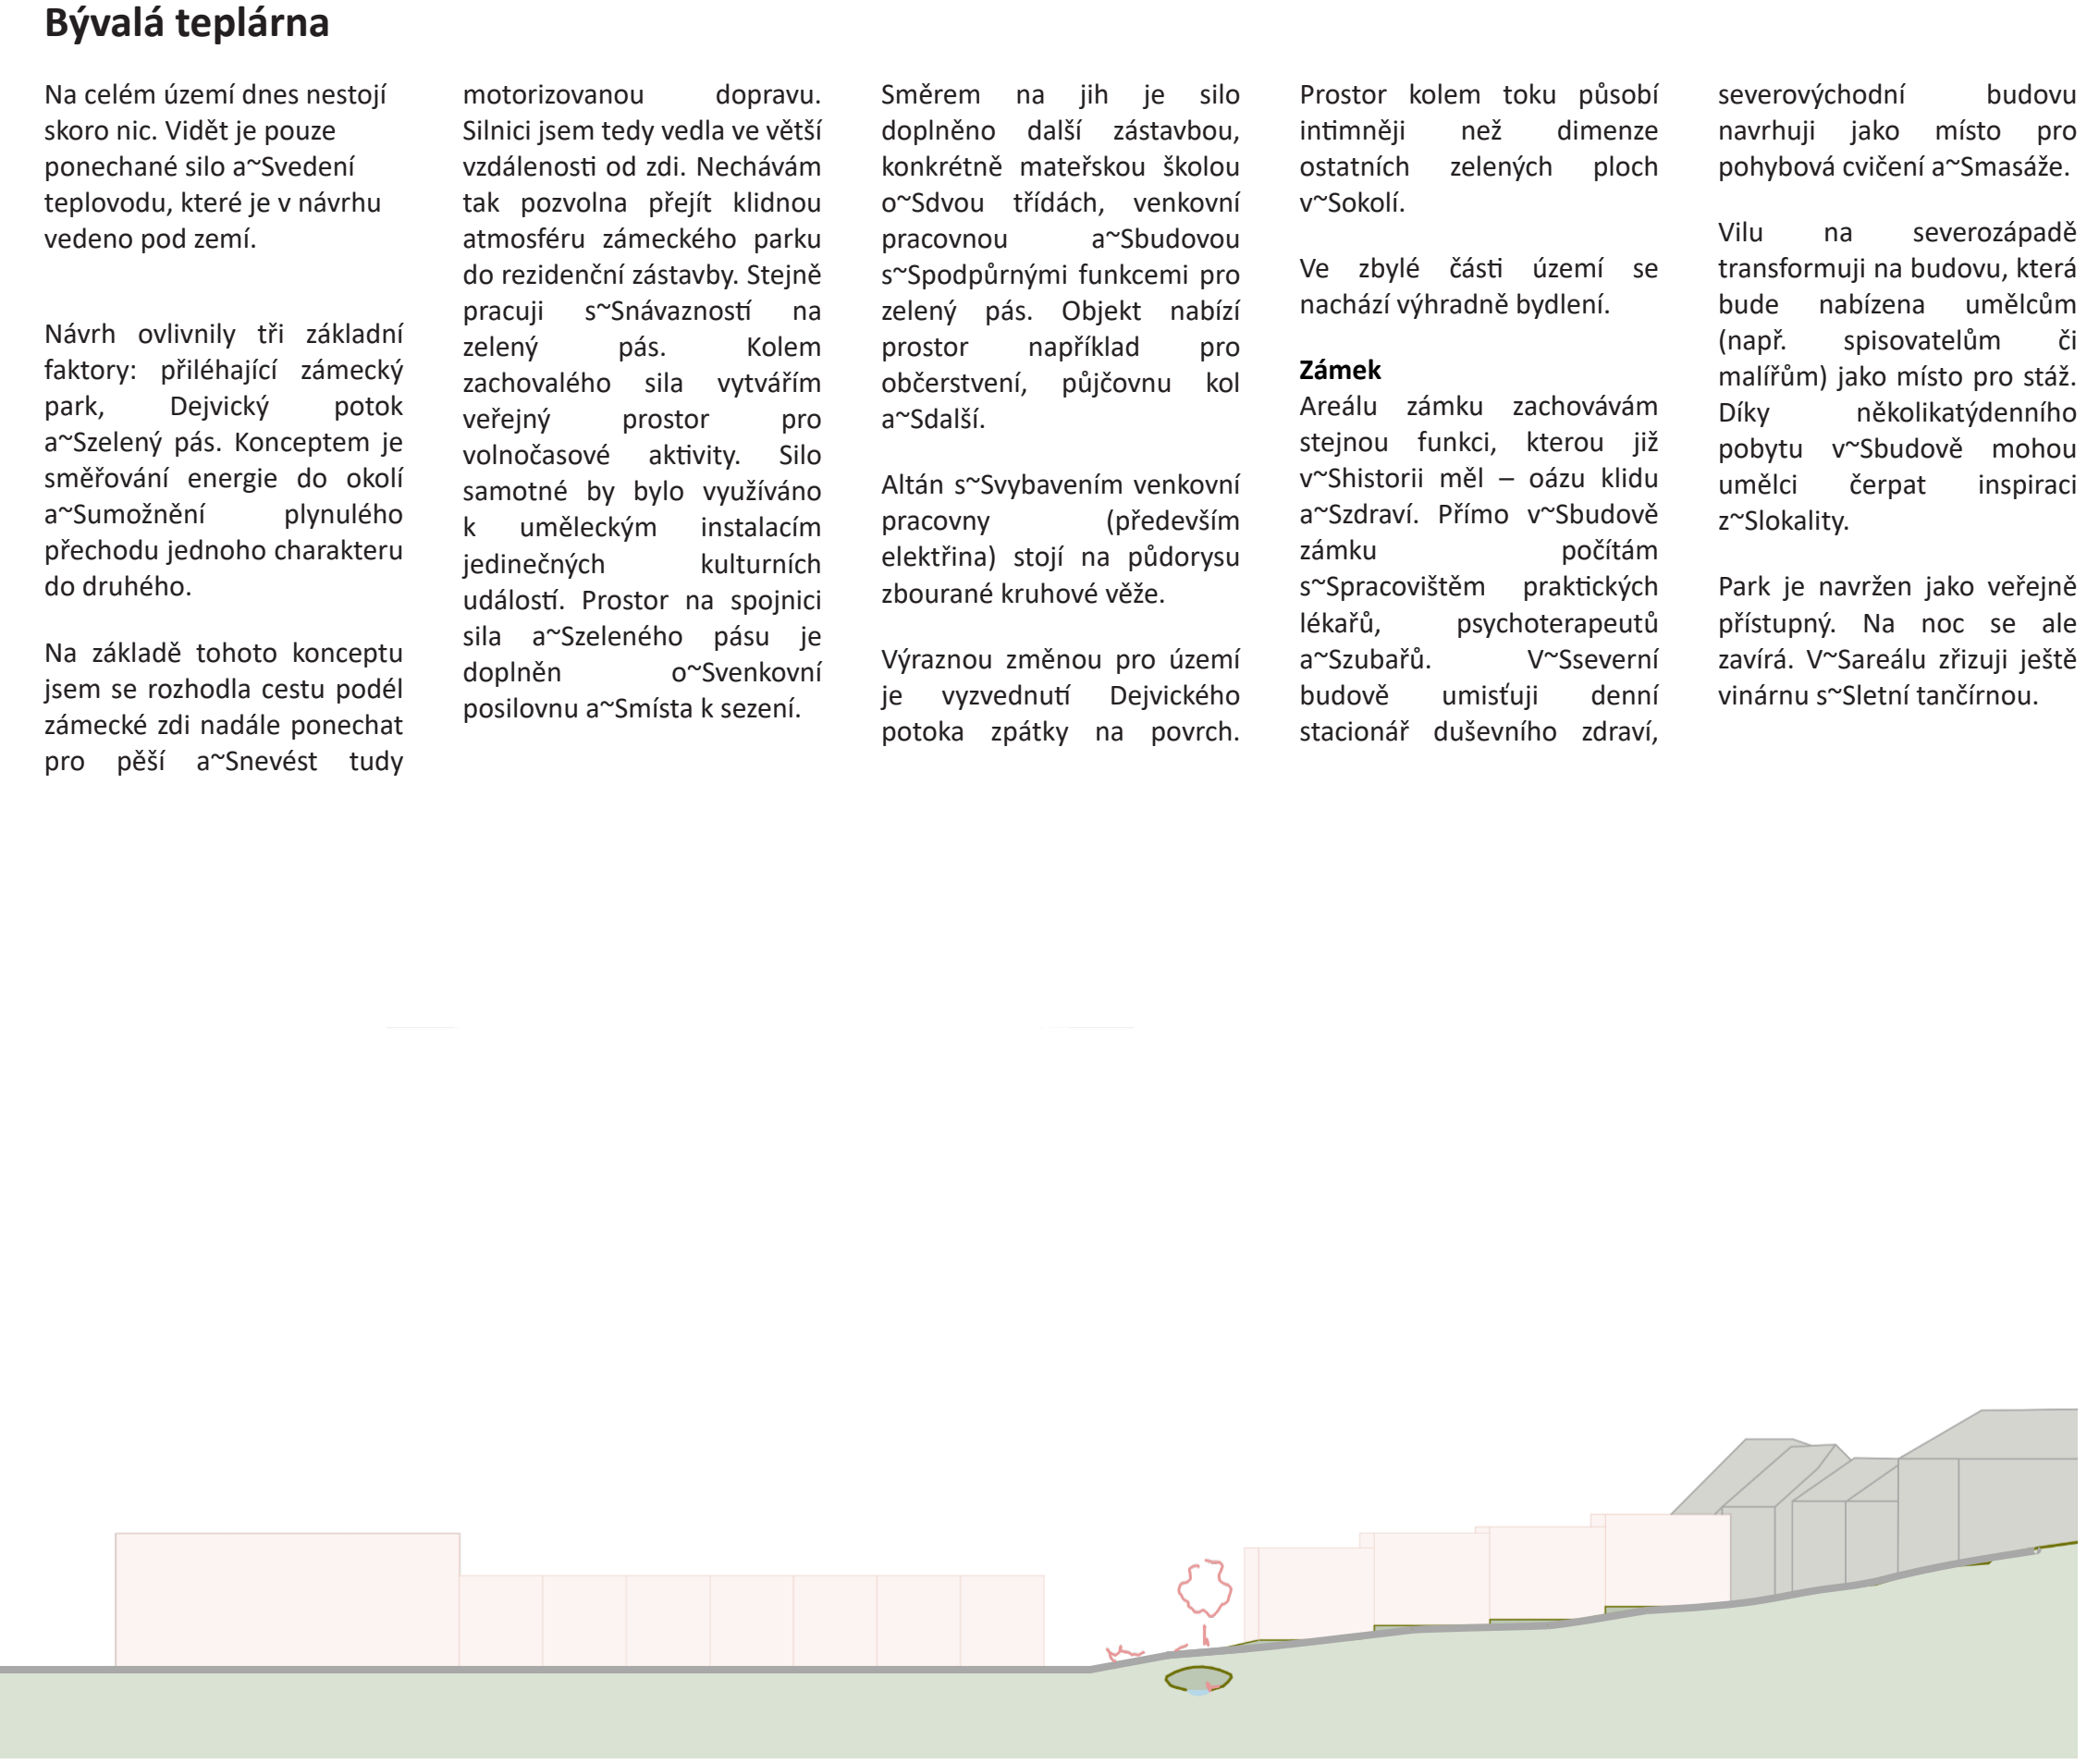 Bývalá teplárna
Na celém území dnes nestojí
skoro nic. Vidět je pouze
ponechané silo a~Svedení
teplovodu, které je v návrhu
vedeno pod zemí.
Návrh ovlivnily tři základní
faktory: přiléhající zámecký
park, Dejvický potok
a~Szelený pás. Konceptem je
směřování energie do okolí
a~Sumožnění plynulého
přechodu jednoho charakteru
do druhého.
Na základě tohoto konceptu
jsem se rozhodla cestu podél
zámecké zdi nadále ponechat
pro pěší a~Snevést tudy
motorizovanou dopravu.
Silnici jsem tedy vedla ve větší
vzdálenosti od zdi. Nechávám
tak pozvolna přejít klidnou
atmosféru zámeckého parku
do rezidenční zástavby. Stejně
pracuji s~Snávazností na
zelený pás. Kolem
zachovalého sila vytvářím
veřejný prostor pro
volnočasové aktivity. Silo
samotné by bylo využíváno
k uměleckým instalacím
jedinečných kulturních
událostí. Prostor na spojnici
sila a~Szeleného pásu je
doplněn o~Svenkovní
posilovnu a~Smísta k sezení.
Směrem na jih je silo
doplněno další zástavbou,
konkrétně mateřskou školou
o~Sdvou třídách, venkovní
pracovnou a~Sbudovou
s~Spodpůrnými funkcemi pro
zelený pás. Objekt nabízí
prostor například pro
občerstvení, půjčovnu kol
a~Sdalší.
Altán s~Svybavením venkovní
pracovny (především
elektřina) stojí na půdorysu
zbourané kruhové věže.
Výraznou změnou pro území
je vyzvednutí Dejvického
potoka zpátky na povrch.
Prostor kolem toku působí
intimněji než dimenze
ostatních zelených ploch
v~Sokolí.
Ve zbylé části území se
nachází výhradně bydlení.
Zámek
Areálu zámku zachovávám
stejnou funkci, kterou již
v~Shistorii měl – oázu klidu
a~Szdraví. Přímo v~Sbudově
zámku počítám
s~Spracovištěm praktických
lékařů, psychoterapeutů
a~Szubařů. V~Sseverní
budově umisťuji denní
stacionář duševního zdraví,
severovýchodní budovu
navrhuji jako místo pro
pohybová cvičení a~Smasáže.
Vilu na severozápadě
transformuji na budovu, která
bude nabízena umělcům
(např. spisovatelům či
malířům) jako místo pro stáž.
Díky několikatýdenního
pobytu v~Sbudově mohou
umělci čerpat inspiraci
z~Slokality.
Park je navržen jako veřejně
přístupný. Na noc se ale
zavírá. V~Sareálu zřizuji ještě
vinárnu s~Sletní tančírnou.